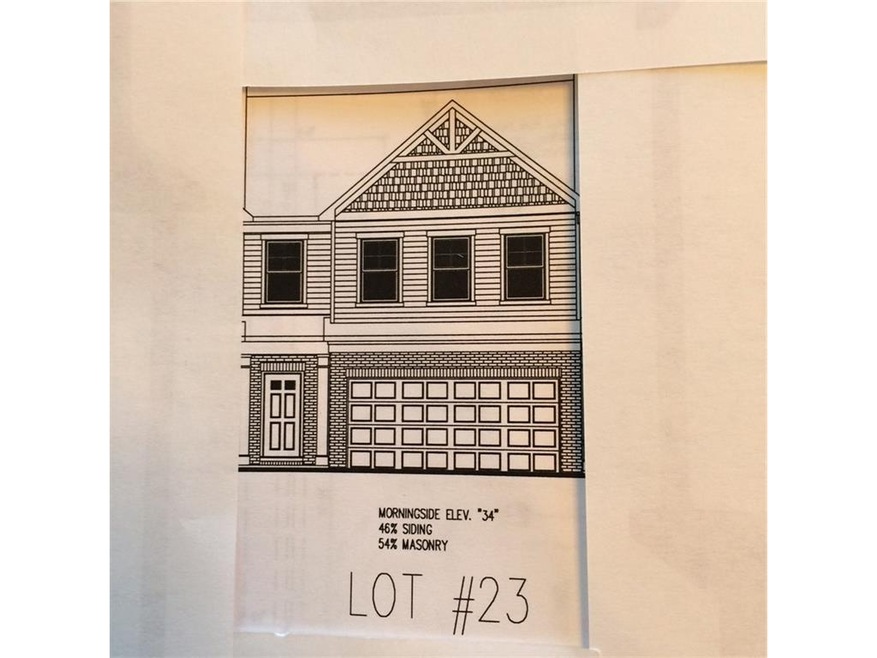 MORNINGSIDE ELEV. "34"
46% SIDING
54% MASONRY
LOT #23